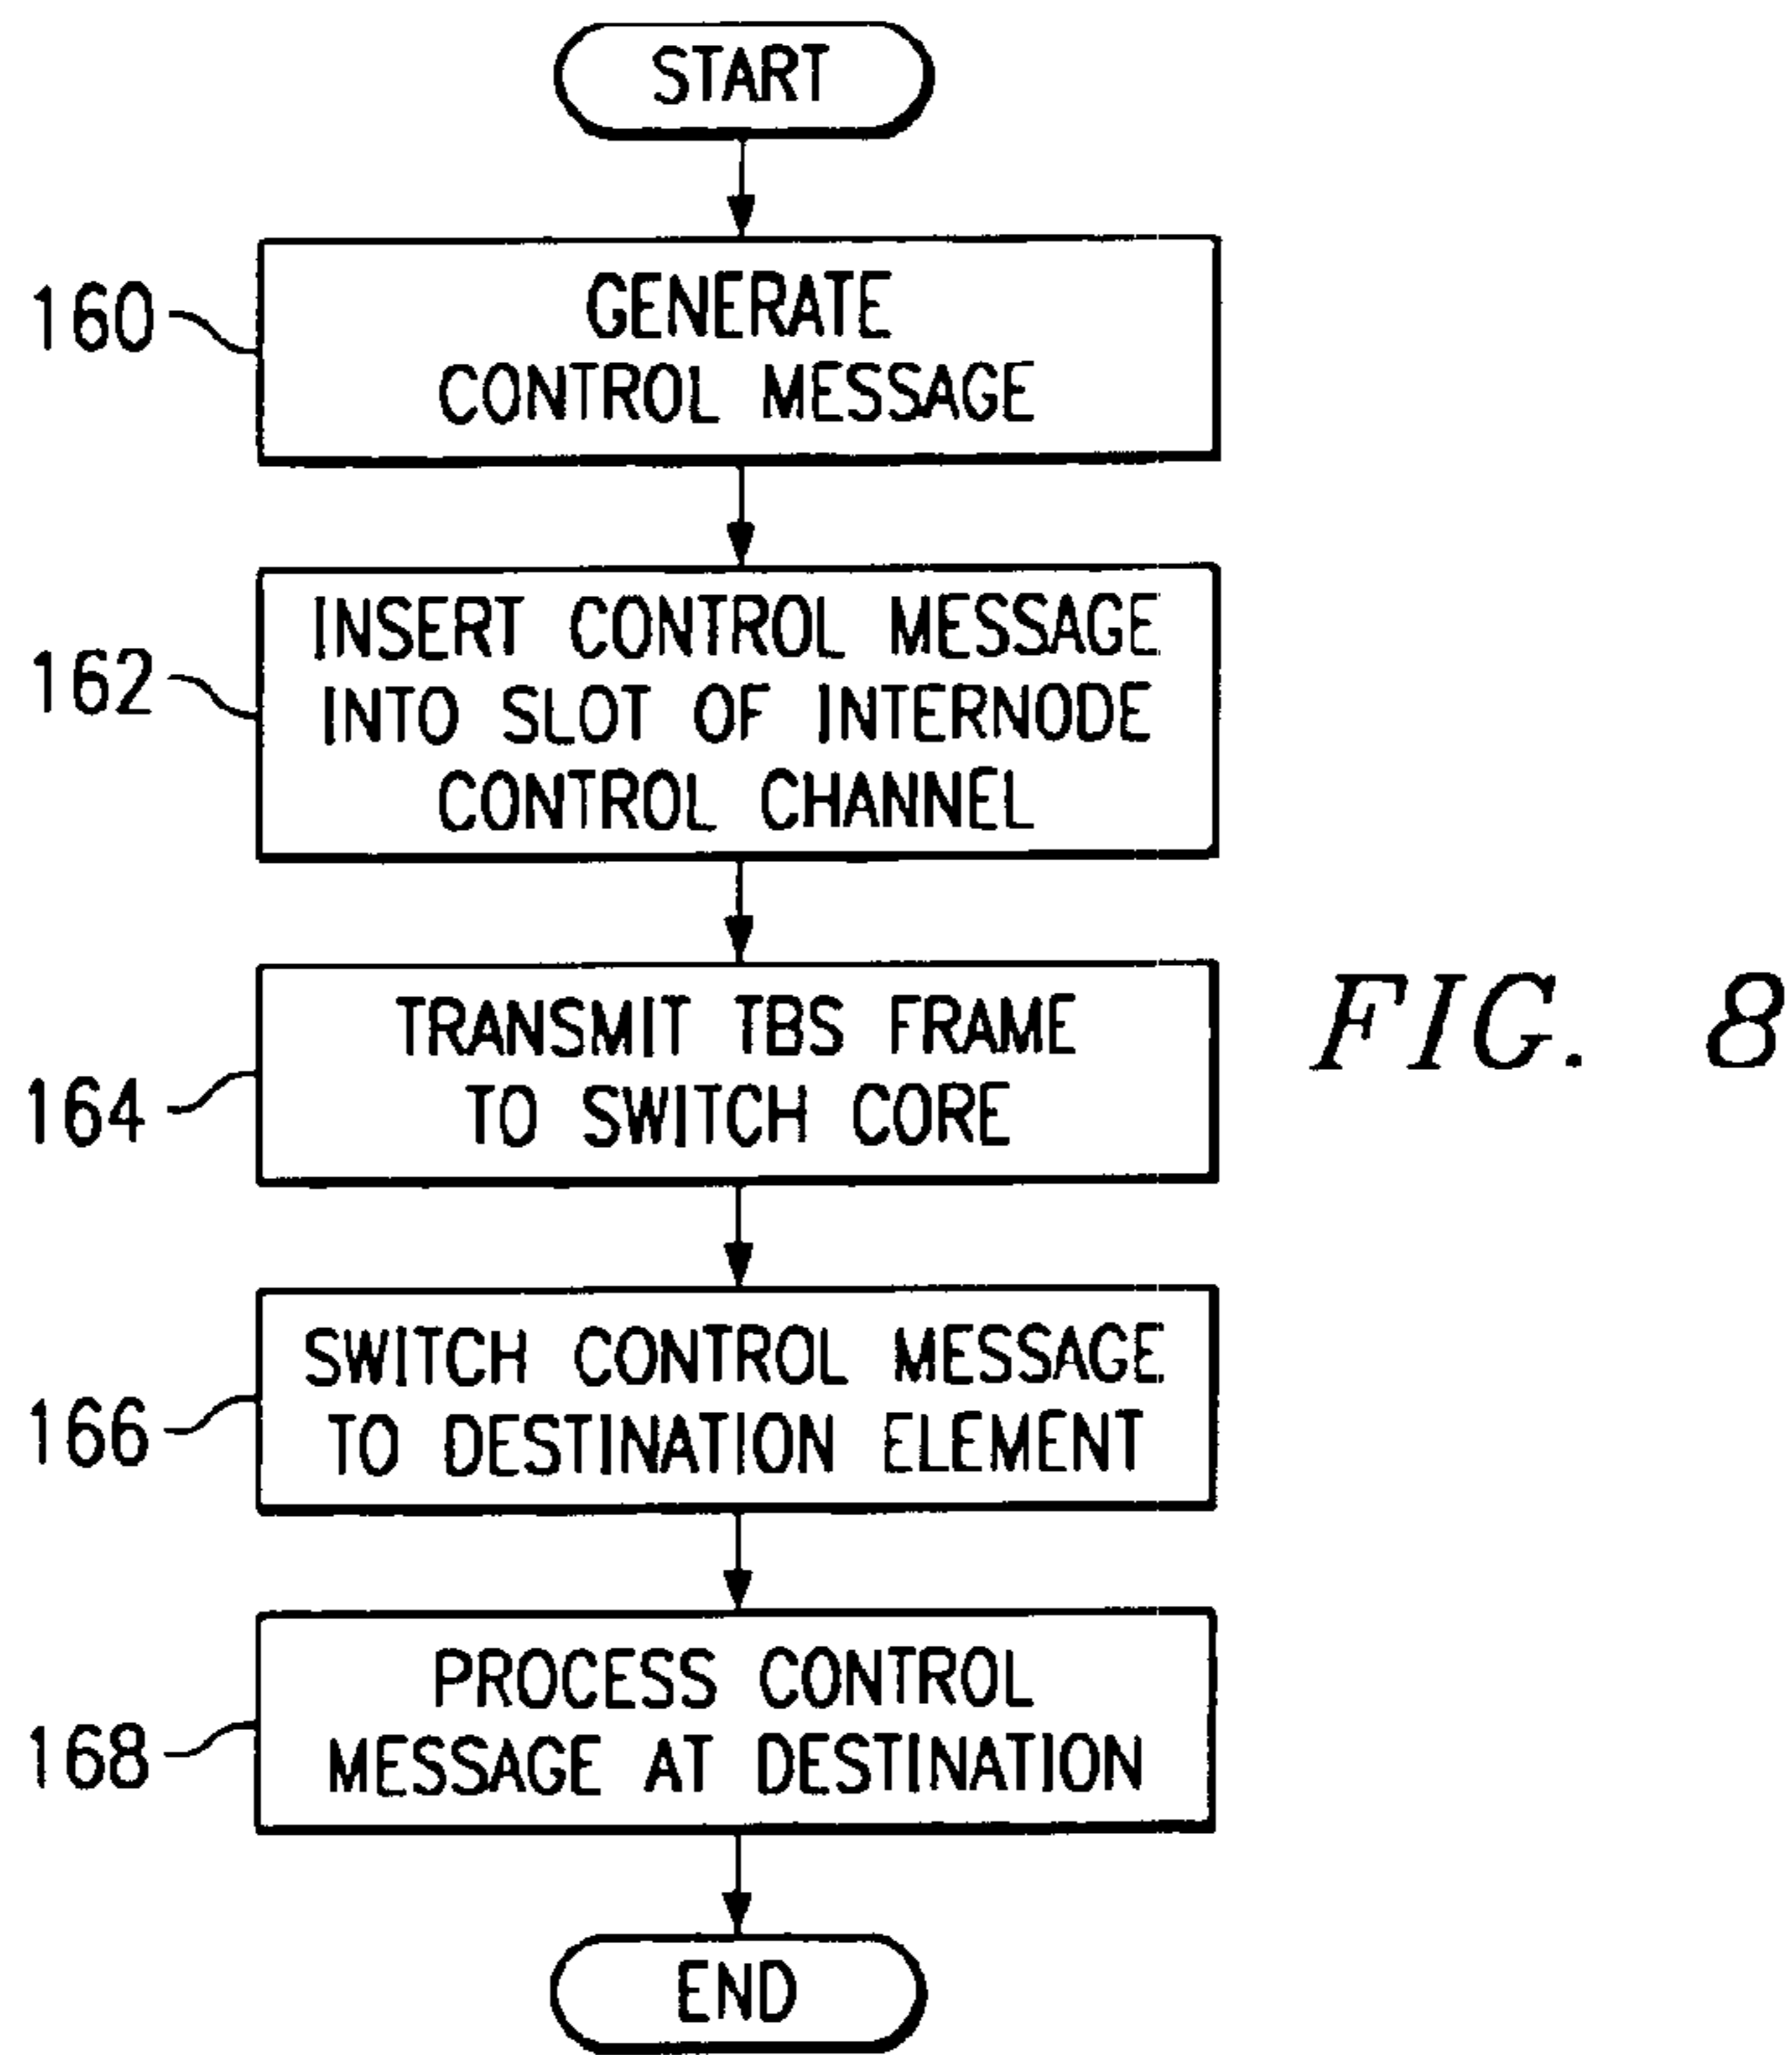 START
160
GENERATE
CONTROL MESSAGE
162
INSERT CONTROL MESSAGE
INTO SLOT OF INTERNODE
CONTROL CHANNEL
164
TRANSMIT TBS FRAME
TO SWITCH CORE
FIG. 8
166
SWITCH CONTROL MESSAGE
TO DESTINATION ELEMENT
168
PROCESS CONTROL
MESSAGE AT DESTINATION
END